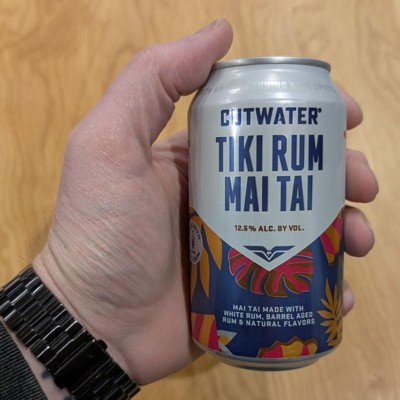 CUTWATER®
TIKI RUM
MAI TAI
12.5% ALC. BY VOL.
MAI TAI MADE WITH
WHITE RUM, BARREL AGED
RUM & NATURAL FLAVORS